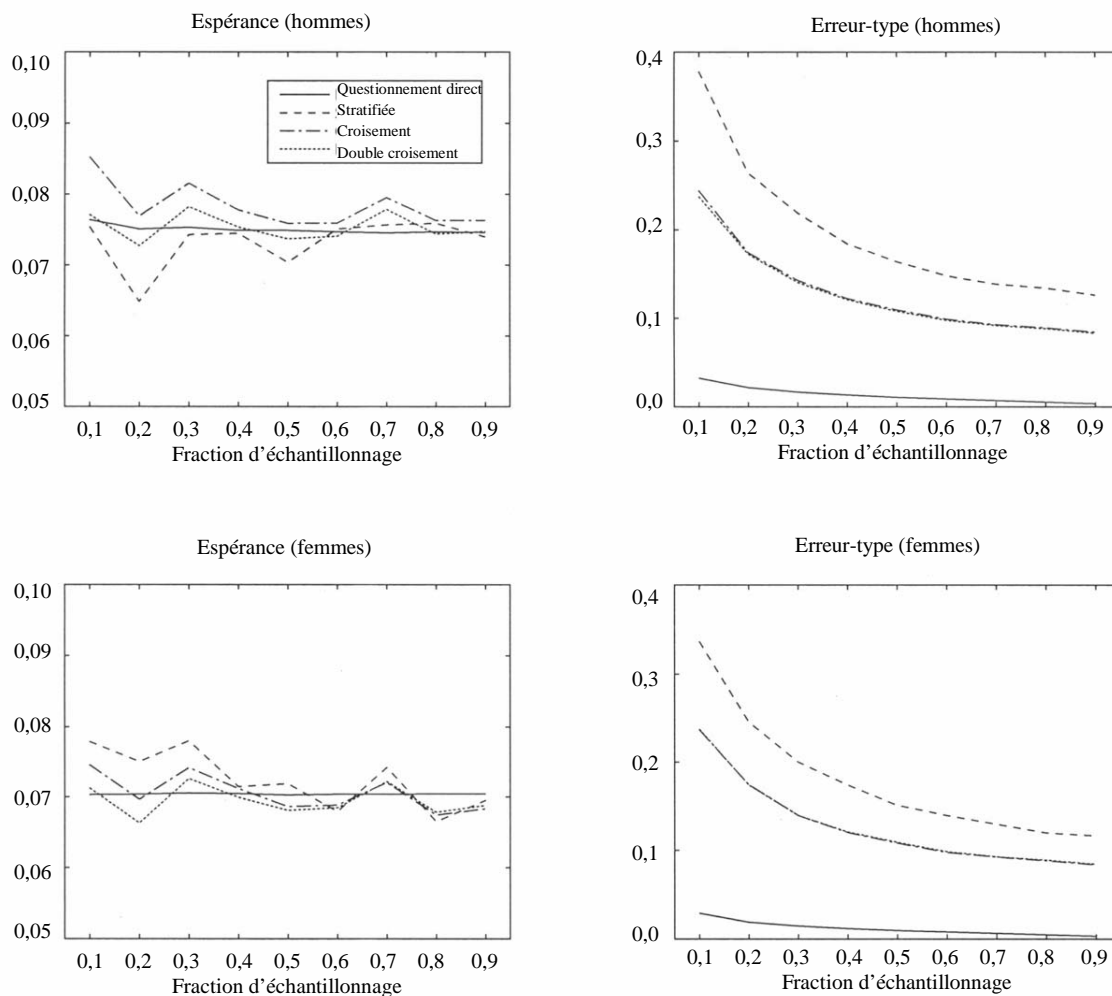 Espérance (hommes)
0,10
0,09
0,08
0,07
0,06
0,05
Questionnement direct
Stratifiée
Croisement
Double croisement
0,1 0,2 0,3 0,4 0,5 0,6 0,7 0,8 0,9
Fraction d’échantillonnage
Erreur-type (hommes)
0,4
0,3
0,2
0,1
0,0
0,1 0,2 0,3 0,4 0,5 0,6 0,7 0,8 0,9
Fraction d’échantillonnage
Espérance (femmes)
0,10
0,09
0,08
0,07
0,06
0,05
0,1 0,2 0,3 0,4 0,5 0,6 0,7 0,8 0,9
Fraction d’échantillonnage
Erreur-type (femmes)
0,4
0,3
0,2
0,1
0,0
0,1 0,2 0,3 0,4 0,5 0,6 0,7 0,8 0,9
Fraction d’échantillonnage